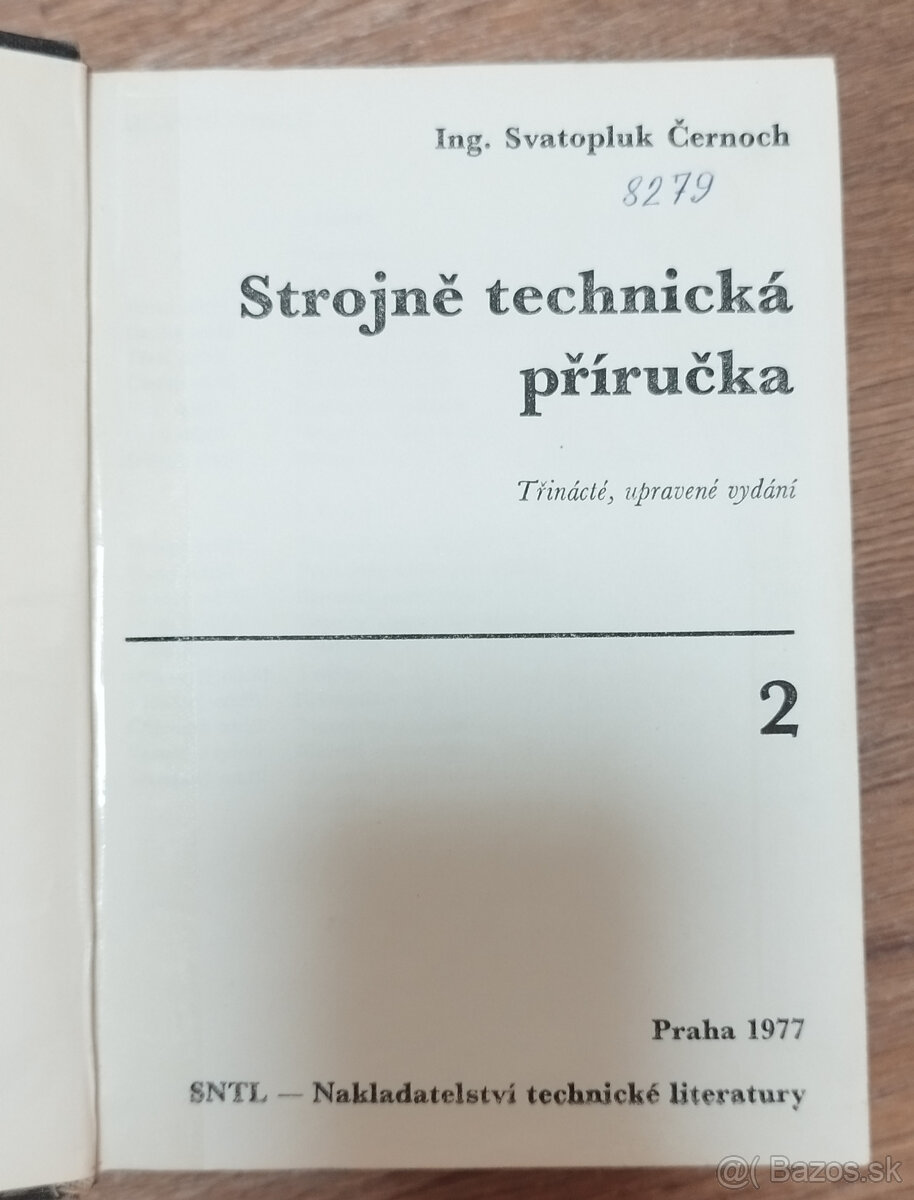 Ing. Svatopluk Černoch
8279
Strojně technická
příručka
Třinácté, upravené vydání
2
Praha 1977
SNTL — Nakladatelství technické literatury
@( Bazos.sk